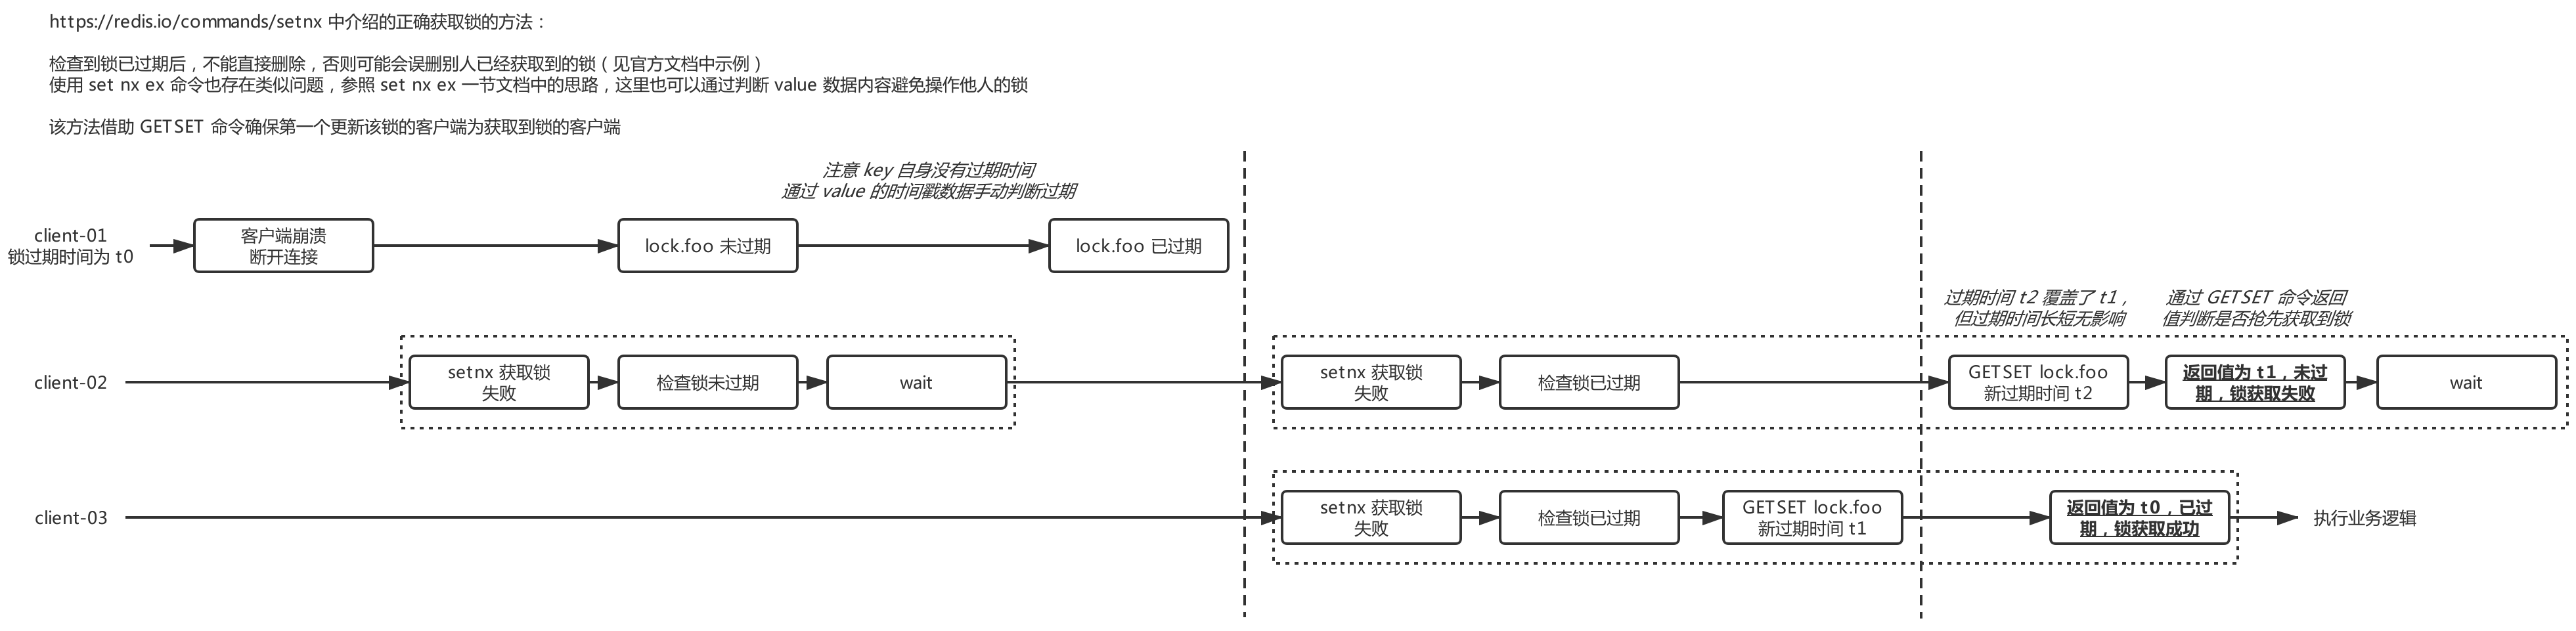 https://redis.io/commands/setnx 中介绍的正确获取锁的方法：
检查到锁已过期后，不能直接删除，否则可能会误删别人已经获取到的锁（见官方文档中示例）
使用 set nx ex 命令也存在类似问题，参照 set nx ex 一节文档中的思路，这里也可以通过判断 value 数据内容避免操作他人的锁
该方法借助 GETSET 命令确保第一个更新该锁的客户端为获取到锁的客户端
注意 key 自身没有过期时间
通过 value 的时间戳数据手动判断过期
client-01
锁过期时间为 t0
客户端崩溃
断开连接
lock.foo 未过期
lock.foo 已过期
过期时间 t2 覆盖了 t1，
但过期时间长短无影响
通过 GETSET 命令返回
值判断是否抢先获取到锁
client-02
setnx 获取锁
失败
检查锁未过期
wait
setnx 获取锁
失败
检查锁已过期
GETSET lock.foo
新过期时间 t2
返回值为 t1，未过
期，锁获取失败
wait
client-03
setnx 获取锁
失败
检查锁已过期
GETSET lock.foo
新过期时间 t1
返回值为 t0，已过
期，锁获取成功
执行业务逻辑